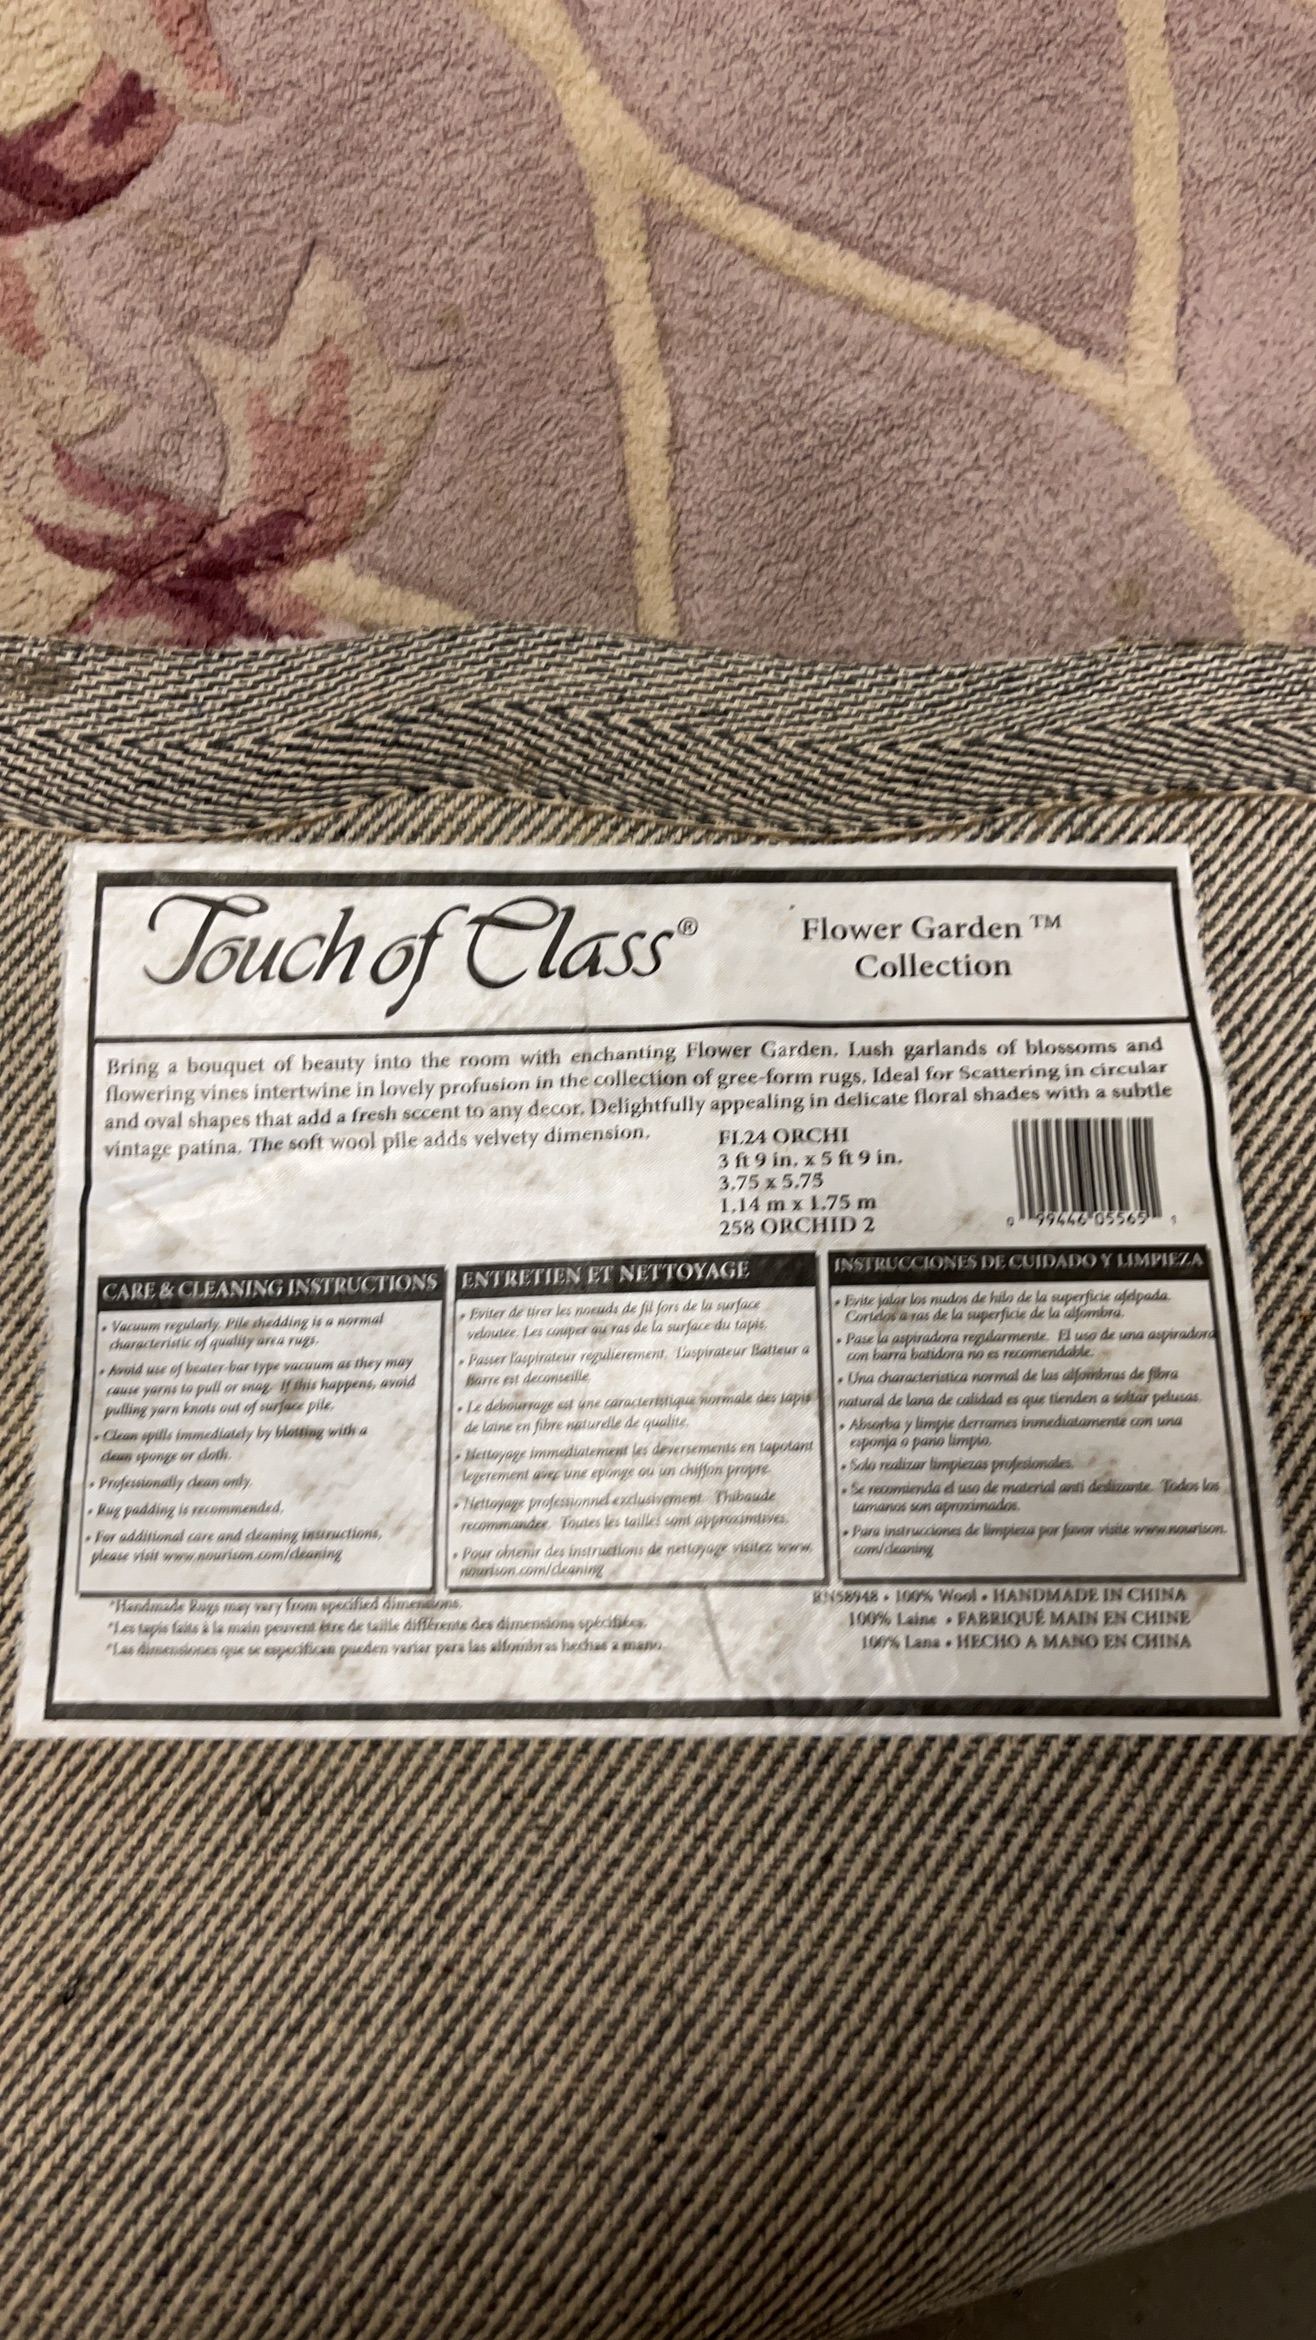 Touch of Class®
Flower Garden ™
Collection
Bring a bouquet of beauty into the room with enchanting Flower Garden. Lush garlands of blossoms and
flowering vines intertwine in lovely profusion in the collection of gree-form rugs. Ideal for Scattering in circular
and oval shapes that add a fresh sccent to any decor. Delightfully appealing in delicate floral shades with a subtle
vintage patina. The soft wool pile adds velvety dimension.
FL24 ORCHI
3 ft 9 in. x 5 ft 9 in.
3.75 x 5.75
1.14 m x 1.75 m
258 ORCHID 2
0 99446 05565 1
CARE & CLEANING INSTRUCTIONS
• Vacuum regularly. Pile shedding is a normal
characteristic of quality area rugs.
• Avoid use of beater-bar type vacuum as they may
cause yarns to pull or snag. If this happens, avoid
pulling yarn knots out of surface pile.
• Clean spills immediately by blotting with a
clean sponge or cloth.
• Professionally clean only.
• Rug padding is recommended.
• For additional care and cleaning instructions,
please visit www.nourison.com/cleaning
ENTRETIEN ET NETTOYAGE
• Eviter de tirer les noeuds de fil fors de la surface
veloutee. Les couper au ras de la surface du tapis.
• Passer l'aspirateur regulierement. L'aspirateur Batteur a
Barre est deconseille.
• Le debourrage est une caracteristique normale des tapis
de laine en fibre naturelle de qualite.
• Nettoyage immediatement les deversements en tapotant
legerement avec une eponge ou un chiffon propre.
• Nettoyage professionnel exclusivement. Thibaude
recommandee. Toutes les tailles sont approximtives.
• Pour obtenir des instructions de nettoyage visitez www.
nourison.com/cleaning
INSTRUCCIONES DE CUIDADO Y LIMPIEZA
• Evite jalar los nudos de hilo de la superficie afelpada.
Cortelos a ras de la superficie de la alfombra.
• Pase la aspiradora regularmente. El uso de una aspiradora
con barra batidora no es recomendable.
• Una characteristica normal de las alfombras de fibra
natural de lana de calidad es que tienden a soltar pelusas.
• Absorba y limpie derrames inmediatamente con una
esponja o pano limpio.
• Solo realizar limpiezas profesionales.
• Se recomienda el uso de material anti deslizante. Todos los
tamanos son aproximados.
• Para instrucciones de limpieza por favor visite www.nourison.
com/cleaning
*Handmade Rugs may vary from specified dimensions.
*Les tapis faits à la main peuvent être de taille différente des dimensions spécifiées.
*Las dimensiones que se especifican pueden variar para las alfombras hechas a mano.
RN58948 • 100% Wool • HANDMADE IN CHINA
100% Laine • FABRIQUÉ MAIN EN CHINE
100% Lana • HECHO A MANO EN CHINA